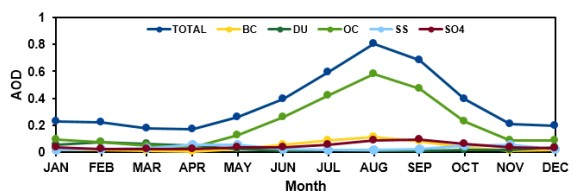 TOTAL BC DU OC SS SO4
1
0.8
0.6
0.4
0.2
0
AOD
JAN FEB MAR APR MAY JUN JUL AUG SEP OCT NOV DEC
Month